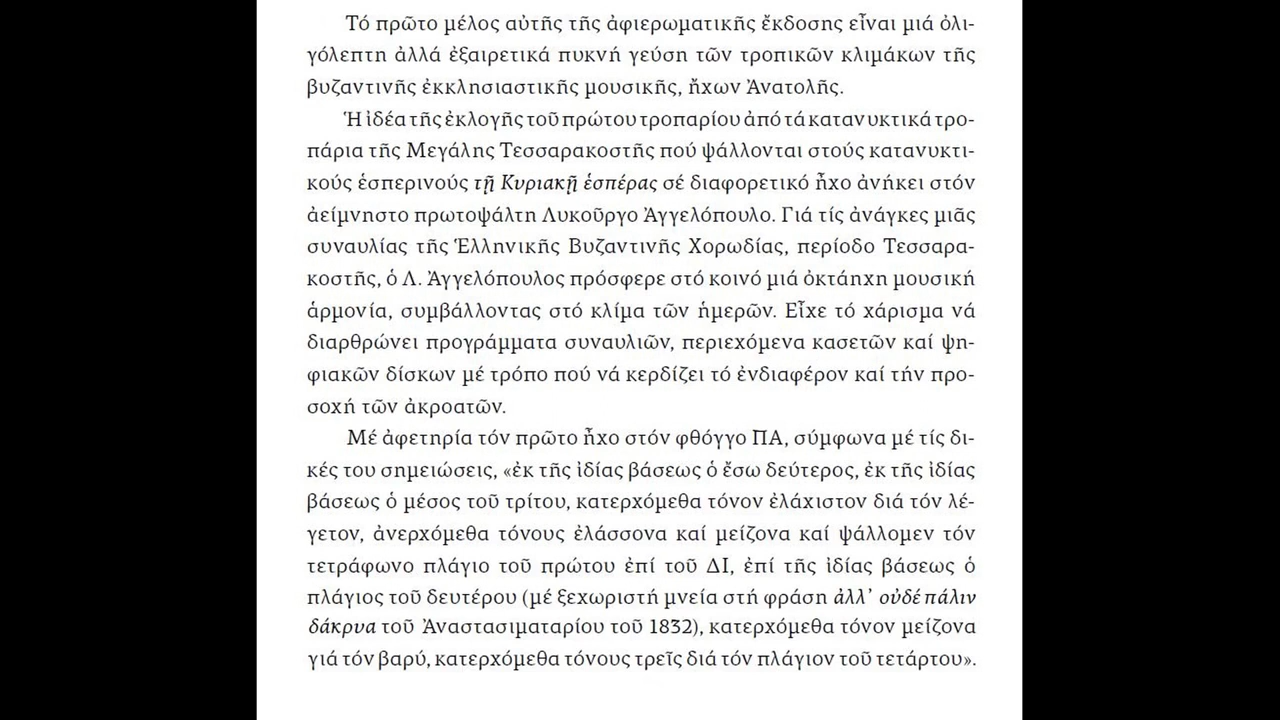 Τό πρῶτο μέλος αὐτῆς τῆς ἀφιερωματικῆς ἔκδοσης εἶναι μιά ὀλι-
γόλεπτη ἀλλά ἐξαιρετικά πυκνή γεύση τῶν τροπικῶν κλιμάκων τῆς
βυζαντινῆς ἐκκλησιαστικῆς μουσικῆς, ἤχων Ἀνατολῆς.
Ἡ ἰδέα τῆς ἐκλογῆς τοῦ πρώτου τροπαρίου ἀπό τά κατανυκτικά τρο-
πάρια τῆς Μεγάλης Τεσσαρακοστῆς πού ψάλλονται στούς κατανυκτι-
κούς ἑσπερινούς τῇ Κυριακῇ ἑσπέρας σέ διαφορετικό ἦχο ἀνήκει στόν
ἀείμνηστο πρωτοψάλτη Λυκοῦργο Ἀγγελόπουλο. Γιά τίς ἀνάγκες μιᾶς
συναυλίας τῆς Ἑλληνικῆς Βυζαντινῆς Χορωδίας, περίοδο Τεσσαρα-
κοστῆς, ὁ Λ. Ἀγγελόπουλος πρόσφερε στό κοινό μιά ὀκτάηχη μουσική
ἁρμονία, συμβάλλοντας στό κλίμα τῶν ἡμερῶν. Εἶχε τό χάρισμα νά
διαρθρώνει προγράμματα συναυλιῶν, περιεχόμενα κασετῶν καί ψη-
φιακῶν δίσκων μέ τρόπο πού νά κερδίζει τό ἐνδιαφέρον καί τήν προ-
σοχή τῶν ἀκροατῶν.
Μέ ἀφετηρία τόν πρῶτο ἦχο στόν φθόγγο ΠΑ, σύμφωνα μέ τίς δι-
κές του σημειώσεις, «ἐκ τῆς ἰδίας βάσεως ὁ ἔσω δεύτερος, ἐκ τῆς ἰδίας
βάσεως ὁ μέσος τοῦ τρίτου, κατερχόμεθα τόνον ἐλάχιστον διά τόν λέ-
γετον, ἀνερχόμεθα τόνους ἐλάσσονα καί μείζονα καί ψάλλομεν τόν
τετράφωνο πλάγιο τοῦ πρώτου ἐπί τοῦ ΔΙ, ἐπί τῆς ἰδίας βάσεως ὁ
πλάγιος τοῦ δευτέρου (μέ ξεχωριστή μνεία στή φράση ἀλλ’ οὐδέ πάλιν
δάκρυα τοῦ Ἀναστασιματαρίου τοῦ 1832), κατερχόμεθα τόνον μείζονα
γιά τόν βαρύ, κατερχόμεθα τόνους τρεῖς διά τόν πλάγιον τοῦ τετάρτου».